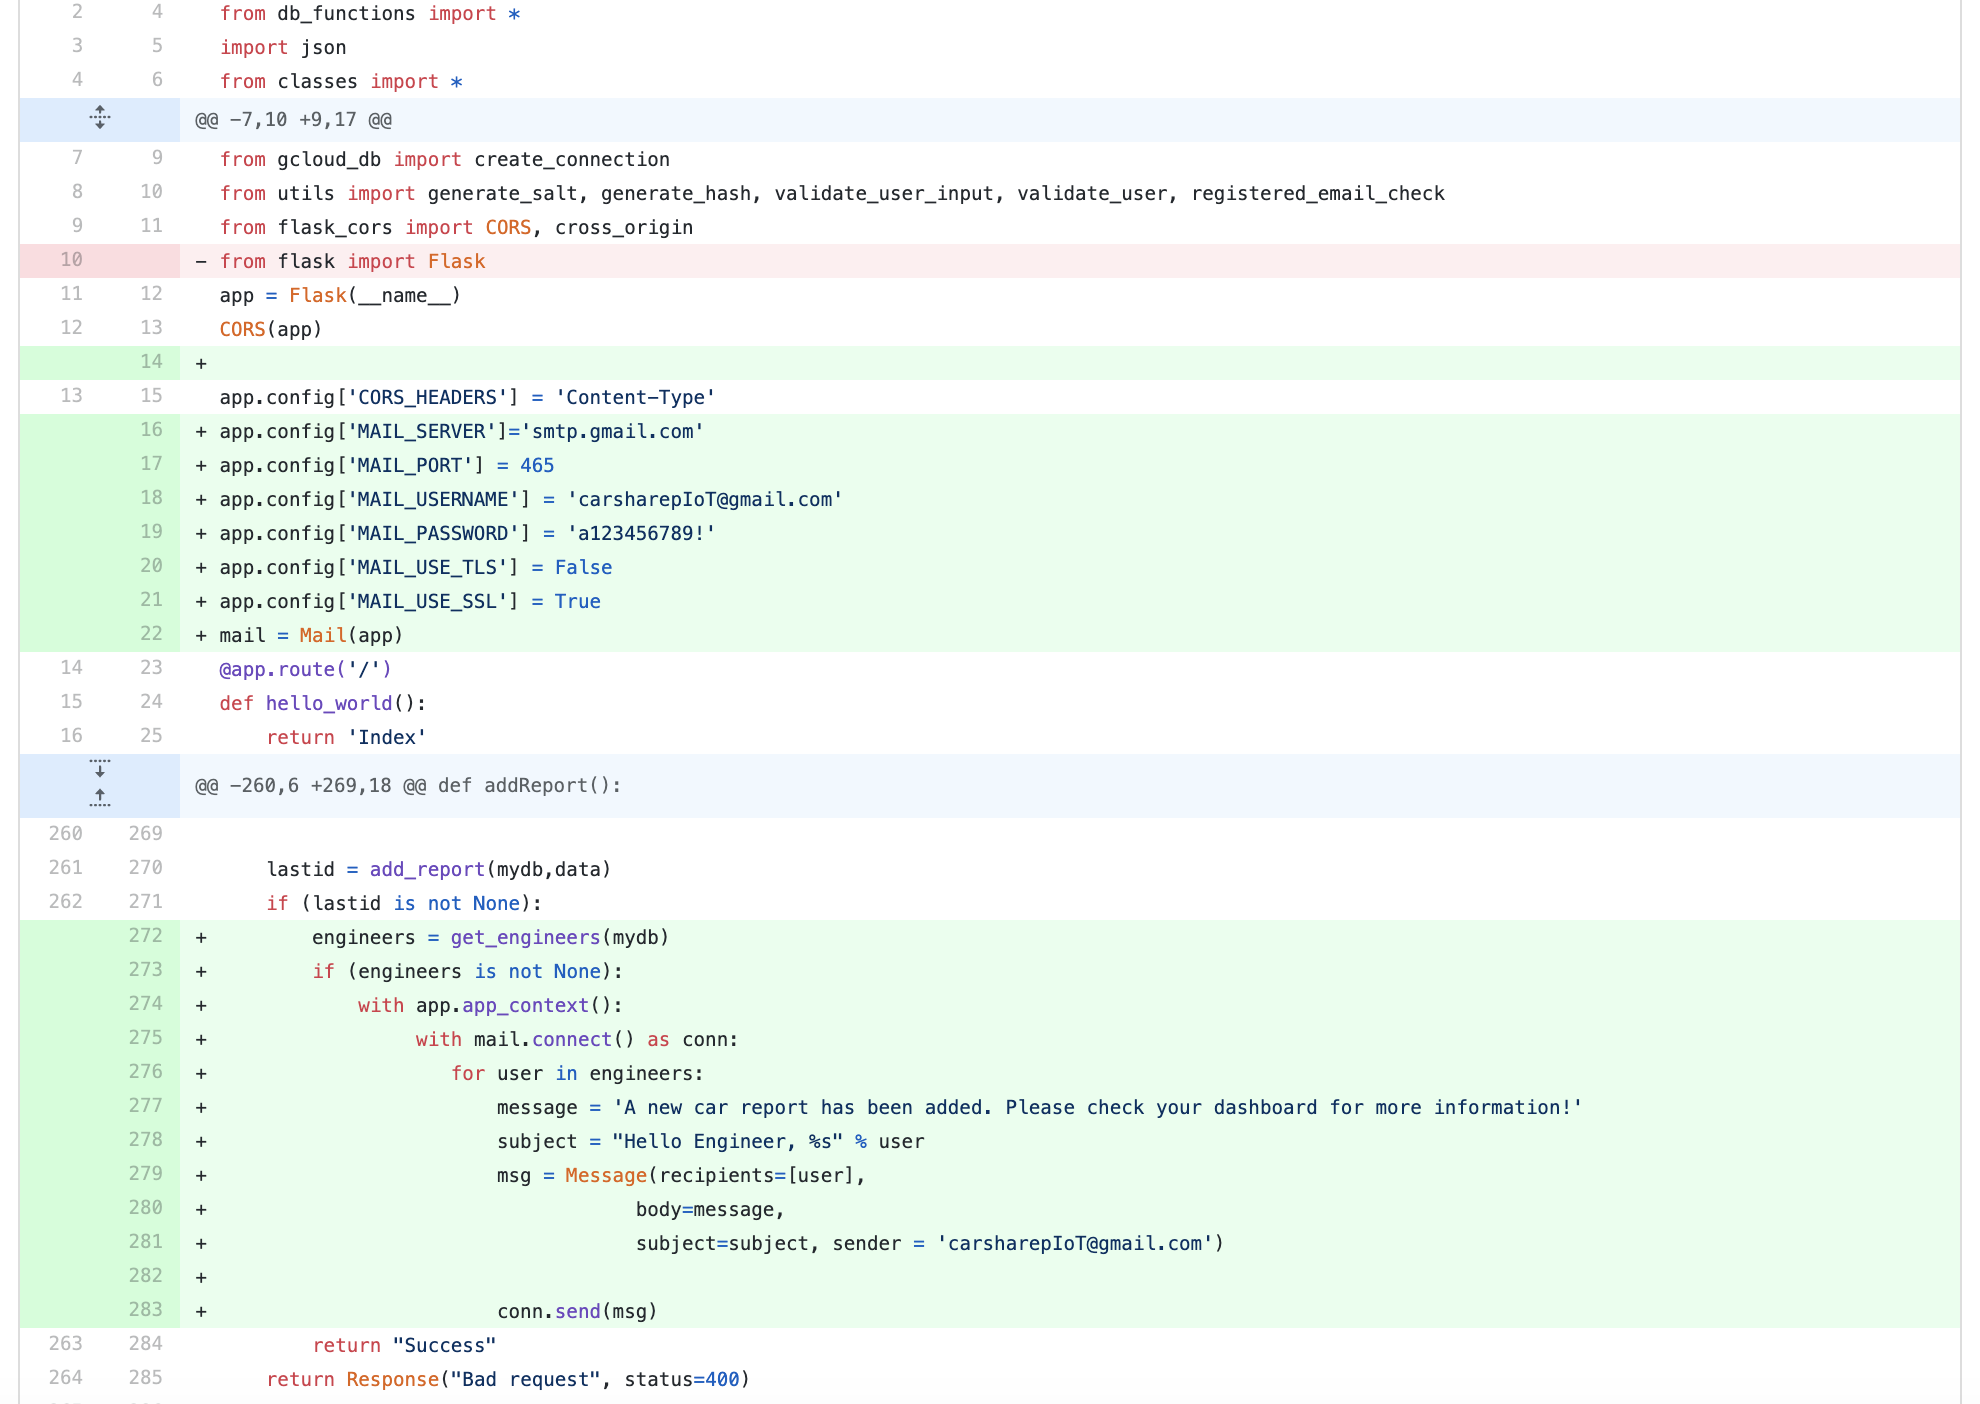 2 4 from db_functions import *
3 5 import json
4 6 from classes import *
@@ -7,10 +9,17 @@
7 9 from gcloud_db import create_connection
8 10 from utils import generate_salt, generate_hash, validate_user_input, validate_user, registered_email_check
9 11 from flask_cors import CORS, cross_origin
10 - from flask import Flask
11 12 app = Flask(__name__)
12 13 CORS(app)
14 +
13 15 app.config['CORS_HEADERS'] = 'Content-Type'
16 + app.config['MAIL_SERVER']='smtp.gmail.com'
17 + app.config['MAIL_PORT'] = 465
18 + app.config['MAIL_USERNAME'] = 'carsharepIoT@gmail.com'
19 + app.config['MAIL_PASSWORD'] = 'a123456789!'
20 + app.config['MAIL_USE_TLS'] = False
21 + app.config['MAIL_USE_SSL'] = True
22 + mail = Mail(app)
14 23 @app.route('/')
15 24 def hello_world():
16 25     return 'Index'
@@ -260,6 +269,18 @@ def addReport():
260 269
261 270     lastid = add_report(mydb,data)
262 271     if (lastid is not None):
272 +         engineers = get_engineers(mydb)
273 +         if (engineers is not None):
274 +             with app.app_context():
275 +                  with mail.connect() as conn:
276 +                     for user in engineers:
277 +                         message = 'A new car report has been added. Please check your dashboard for more information!'
278 +                         subject = "Hello Engineer, %s" % user
279 +                         msg = Message(recipients=[user],
280 +                                     body=message,
281 +                                     subject=subject, sender = 'carsharepIoT@gmail.com')
282 +
283 +                         conn.send(msg)
263 284         return "Success"
264 285     return Response("Bad request", status=400)